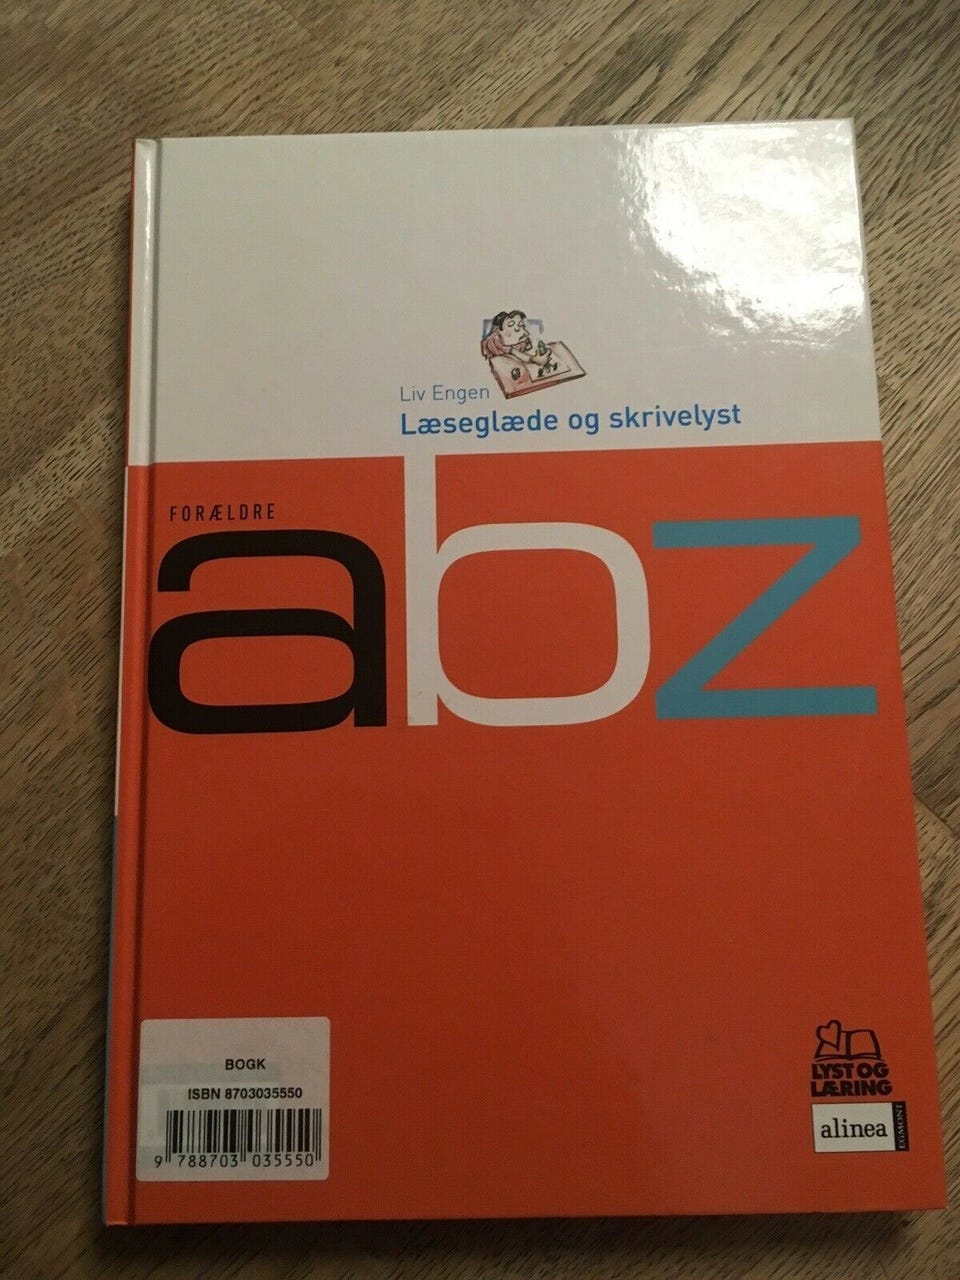 Liv Engen
Læseglæde og skrivelyst
FORÆLDRE
abz
BOGK
ISBN 8703035550
9 788703 035550
LYST OG
LÆRING
alinea
EGMONT